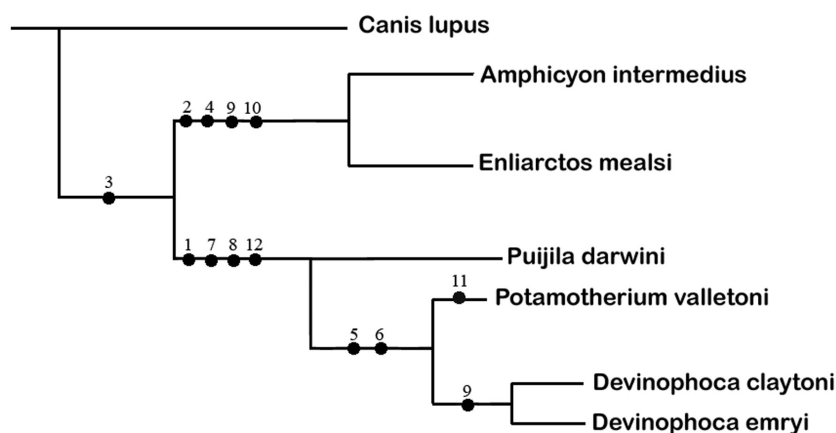 Canis lupus
Amphicyon intermedius
2 4 9 10
Enliarctos mealsi
3
1 7 8 12
Puijila darwini
11
Potamotherium valletoni
5 6
Devinophoca claytoni
9
Devinophoca emryi